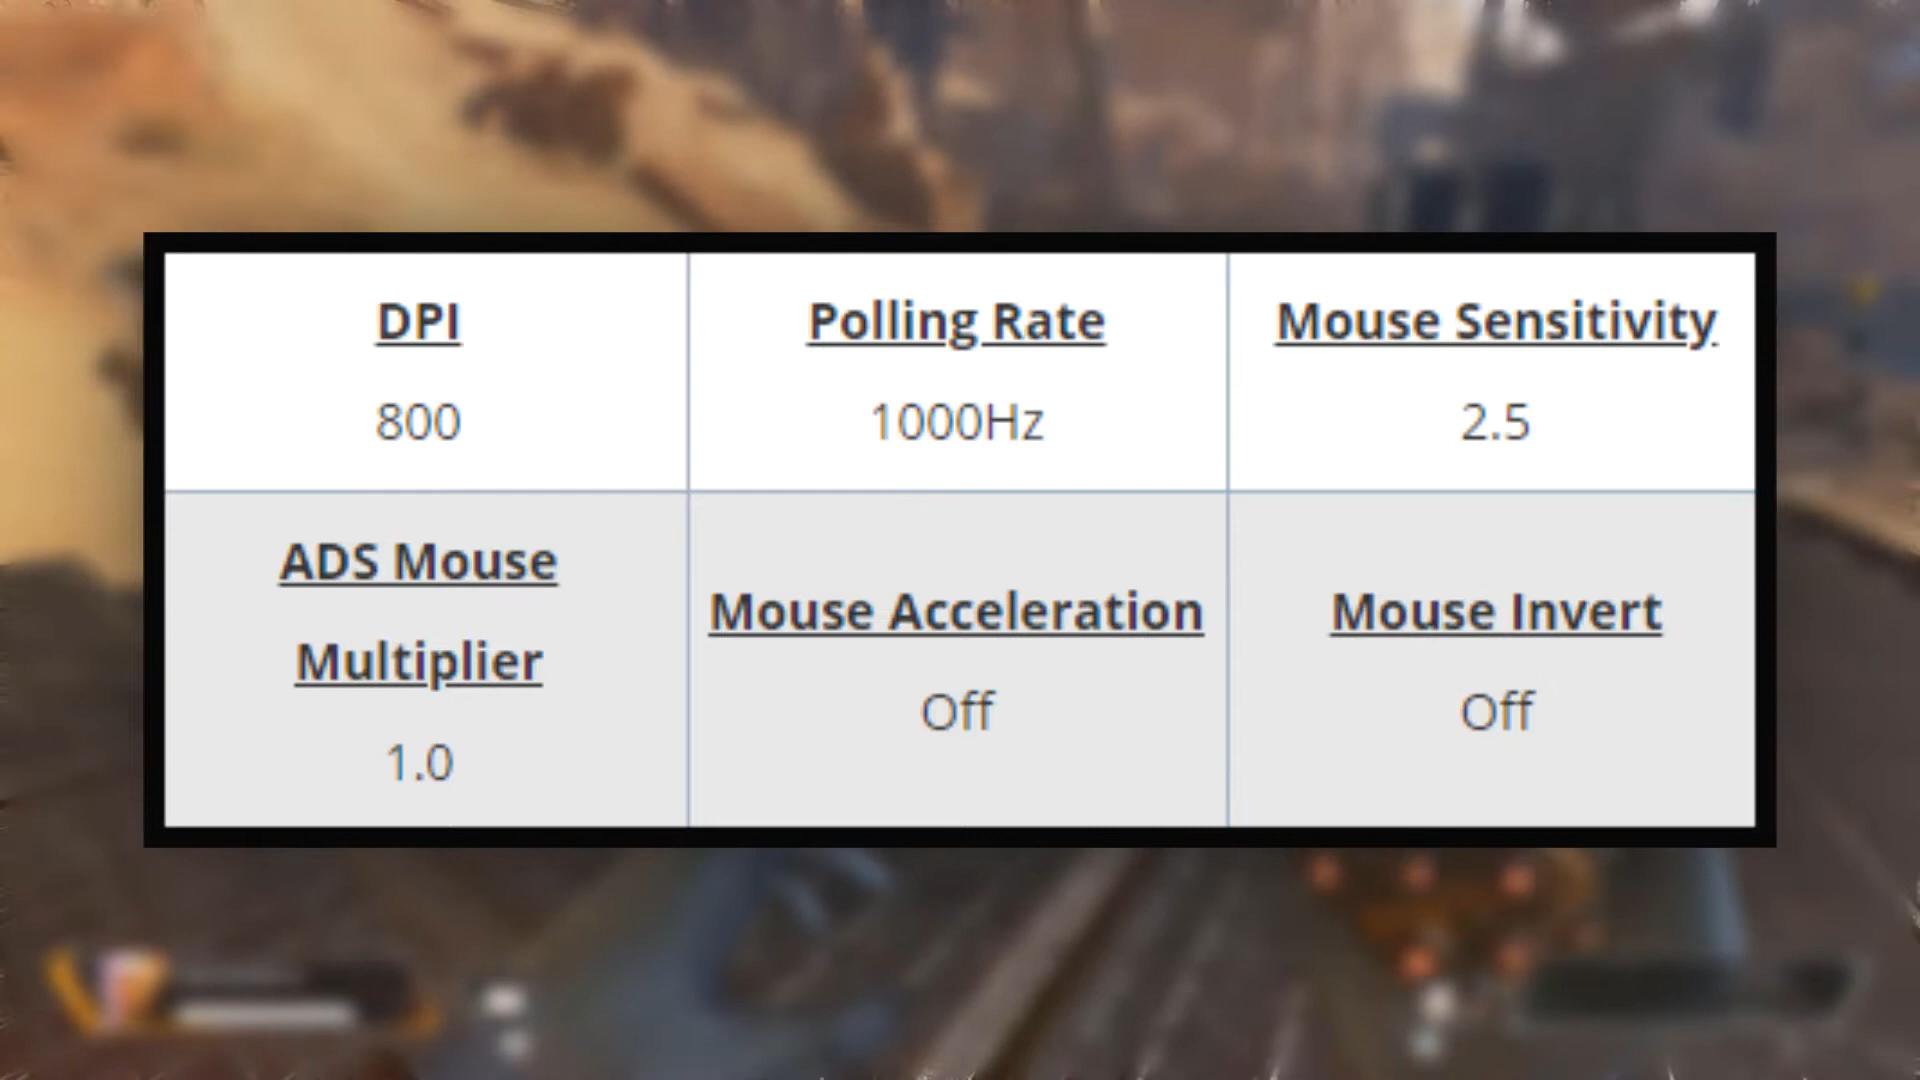 DPI
800
Polling Rate
1000Hz
Mouse Sensitivity
2.5
ADS Mouse
Multiplier
1.0
Mouse Acceleration
Off
Mouse Invert
Off